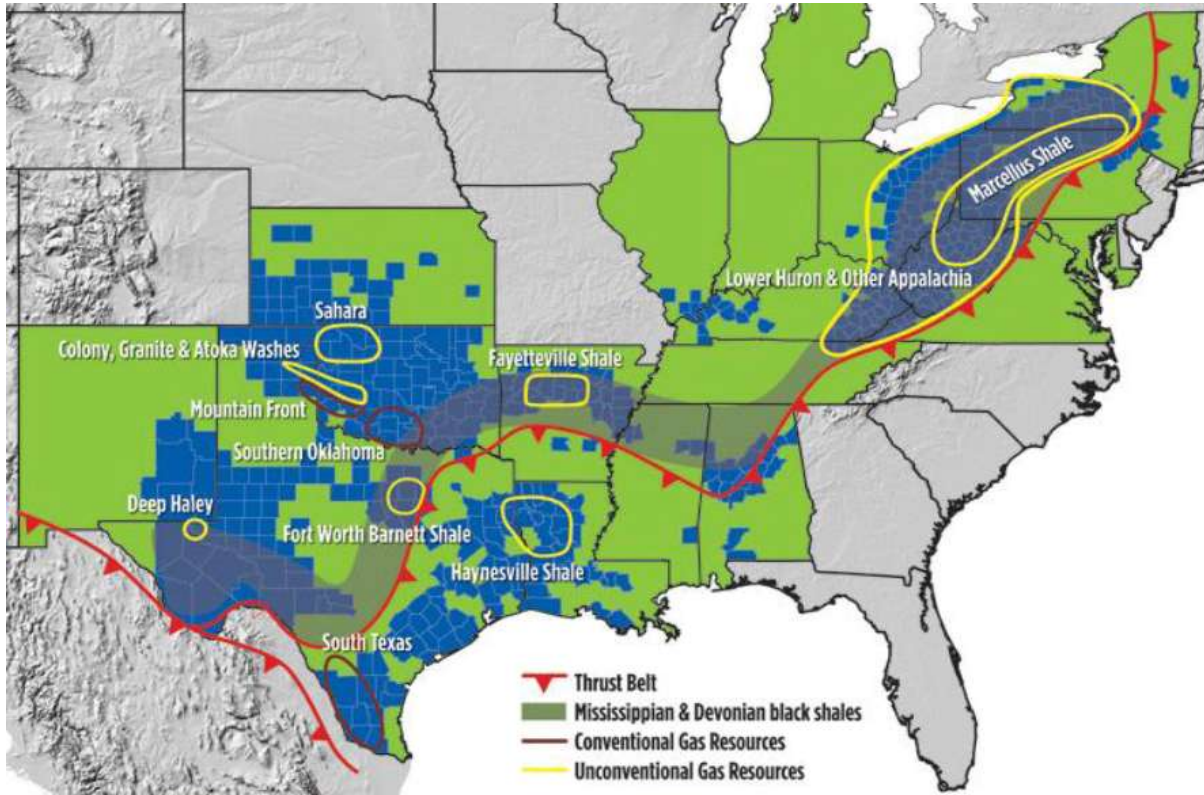 Marcellus Shale
Lower Huron & Other Appalachia
Sahara
Colony, Granite & Atoka Washes
Fayetteville Shale
Mountain Front
Southern Oklahoma
Deep Haley
Fort Worth Barnett Shale
Haynesville Shale
South Texas
Thrust Belt
Mississippian & Devonian black shales
Conventional Gas Resources
Unconventional Gas Resources